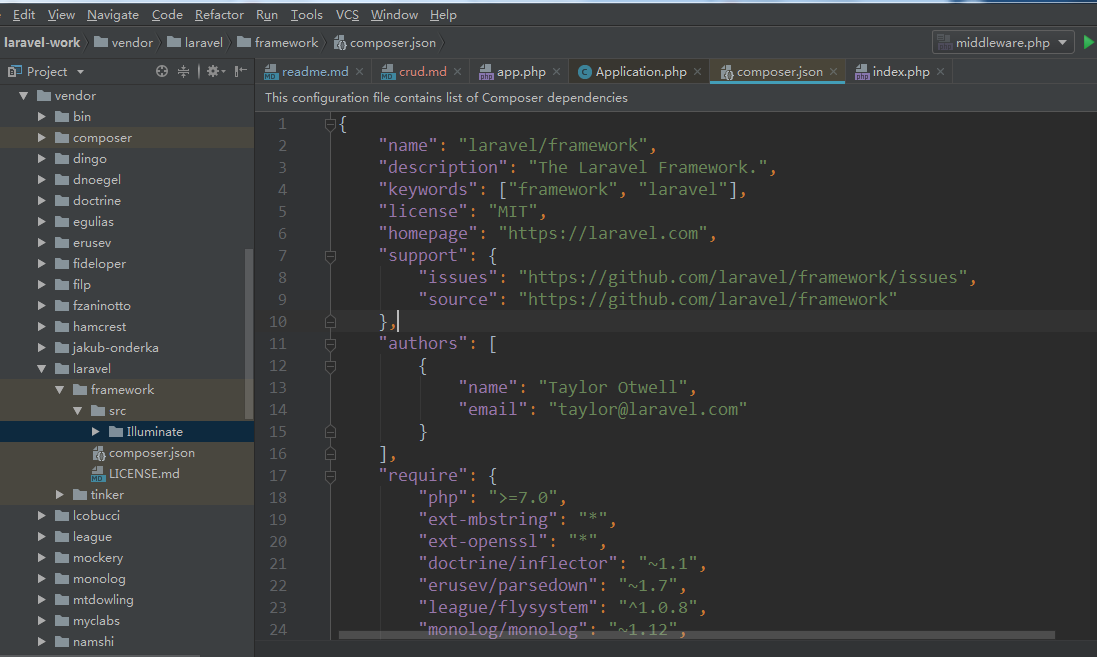 Edit View Navigate Code Refactor Run Tools VCS Window Help
laravel-work vendor laravel framework composer.json middleware.php
Project
readme.md crud.md app.php Application.php composer.json index.php
This configuration file contains list of Composer dependencies
vendor
bin
composer
dingo
dnoegel
doctrine
egulias
erusev
fideloper
filp
fzaninotto
hamcrest
jakub-onderka
laravel
framework
src
Illuminate
composer.json
LICENSE.md
tinker
lcobucci
league
mockery
monolog
mtdowling
myclabs
namshi
1 {
2 "name": "laravel/framework",
3 "description": "The Laravel Framework.",
4 "keywords": ["framework", "laravel"],
5 "license": "MIT",
6 "homepage": "https://laravel.com",
7 "support": {
8 "issues": "https://github.com/laravel/framework/issues",
9 "source": "https://github.com/laravel/framework"
10 },
11 "authors": [
12 {
13 "name": "Taylor Otwell",
14 "email": "taylor@laravel.com"
15 }
16 ],
17 "require": {
18 "php": ">=7.0",
19 "ext-mbstring": "*",
20 "ext-openssl": "*",
21 "doctrine/inflector": "~1.1",
22 "erusev/parsedown": "~1.7",
23 "league/flysystem": "^1.0.8",
24 "monolog/monolog": "~1.12",